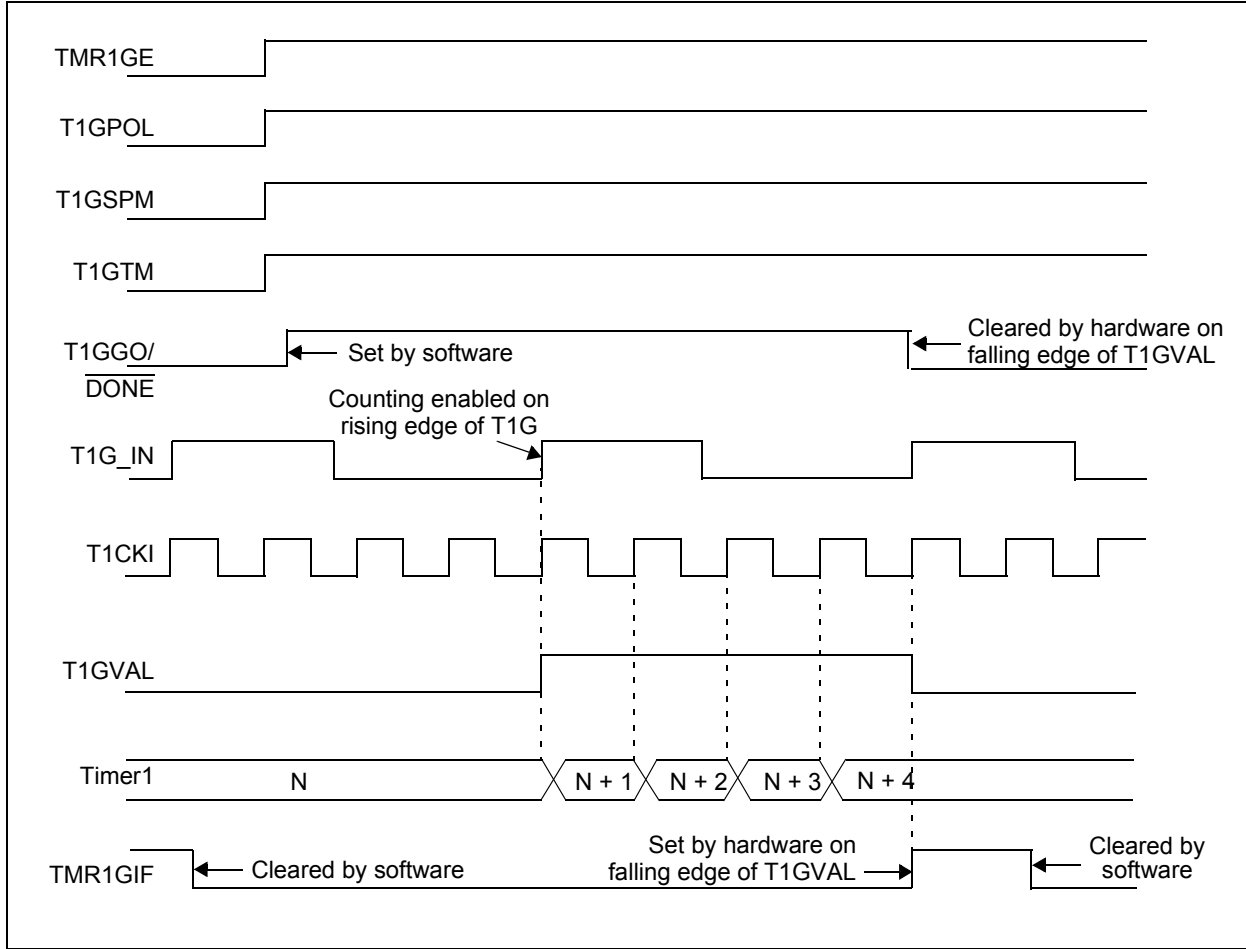 TMR1GE
T1GPOL
T1GSPM
T1GTM
T1GGO/
DONE
Set by software
Cleared by hardware on
falling edge of T1GVAL
Counting enabled on
rising edge of T1G
T1G_IN
T1CKI
T1GVAL
Timer1
N
N + 1
N + 2
N + 3
N + 4
TMR1GIF
Cleared by software
Set by hardware on
falling edge of T1GVAL
Cleared by
software